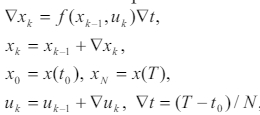 ∇x_k = f(x_{k-1}, u_k)∇t,
x_k = x_{k-1} + ∇x_k,
x_0 = x(t_0), x_N = x(T),
u_k = u_{k-1} + ∇u_k, ∇t = (T − t_0) / N,